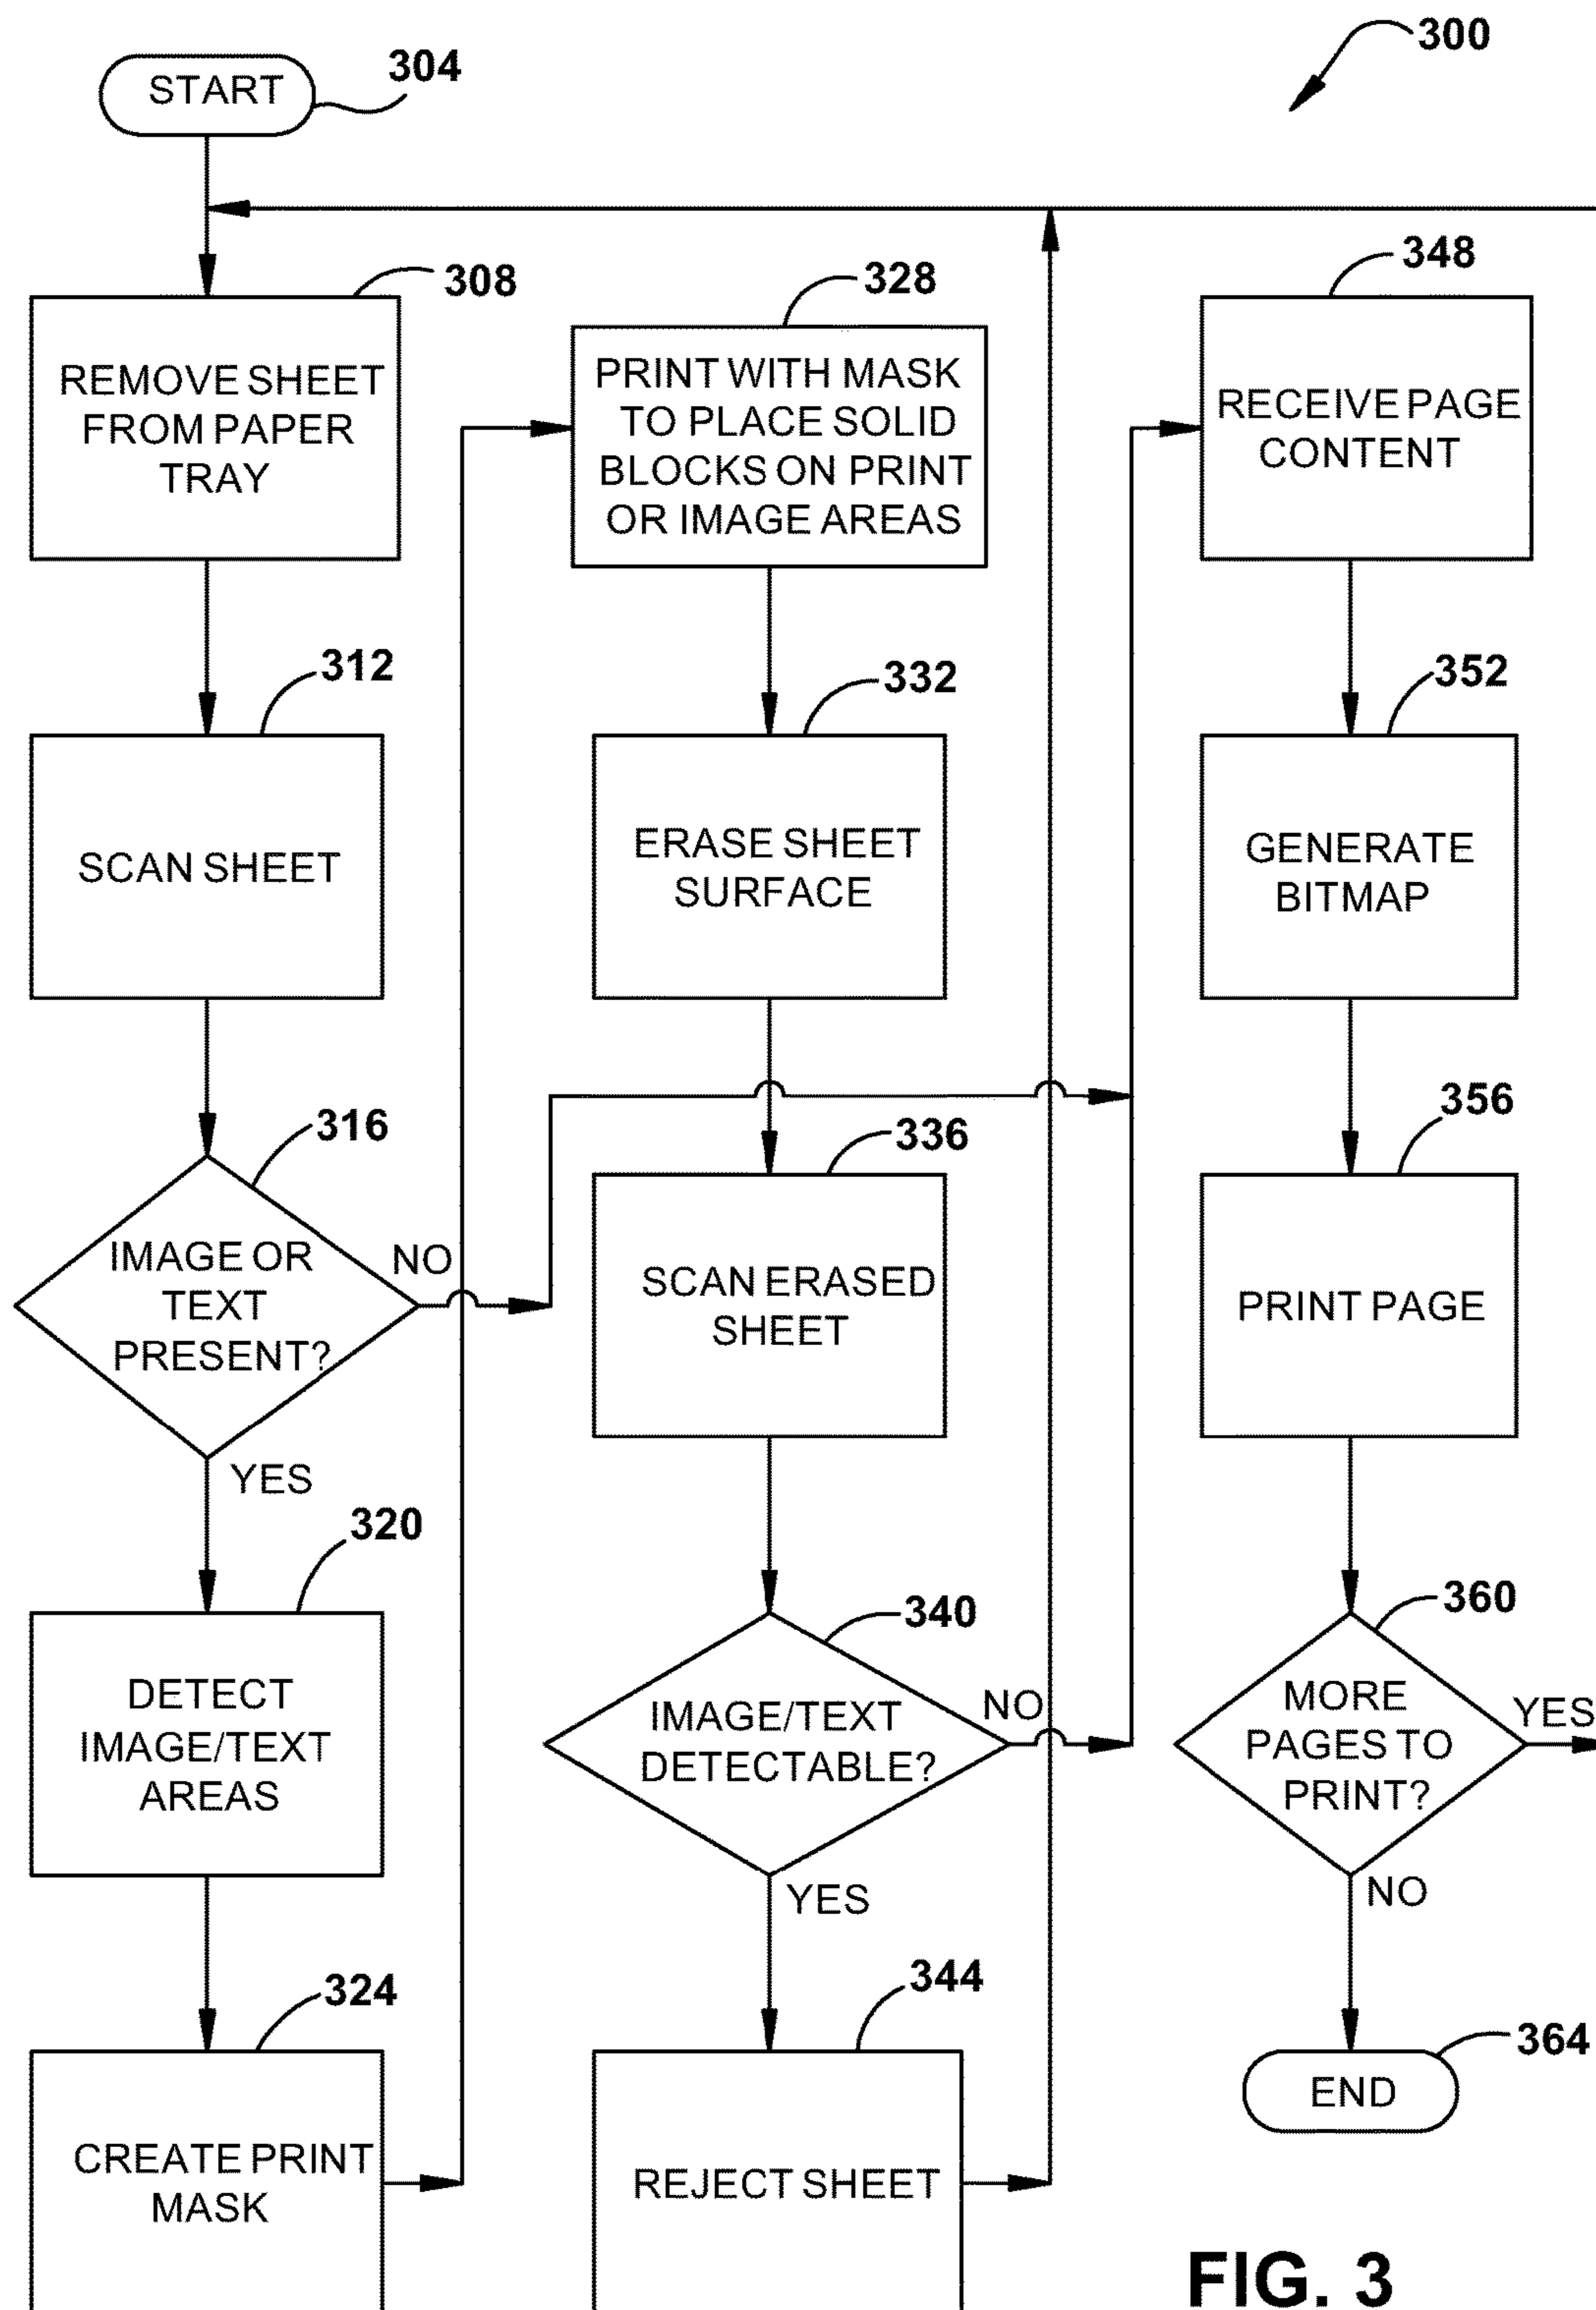 300
START
304
308
REMOVE SHEET
FROM PAPER
TRAY
312
SCAN SHEET
316
IMAGE OR
TEXT
PRESENT?
NO
YES
320
DETECT
IMAGE/TEXT
AREAS
324
CREATE PRINT
MASK
328
PRINT WITH MASK
TO PLACE SOLID
BLOCKS ON PRINT
OR IMAGE AREAS
332
ERASE SHEET
SURFACE
336
SCAN ERASED
SHEET
340
IMAGE/TEXT
DETECTABLE?
NO
YES
344
REJECT SHEET
348
RECEIVE PAGE
CONTENT
352
GENERATE
BITMAP
356
PRINT PAGE
360
MORE
PAGES TO
PRINT?
YES
NO
364
END
FIG. 3